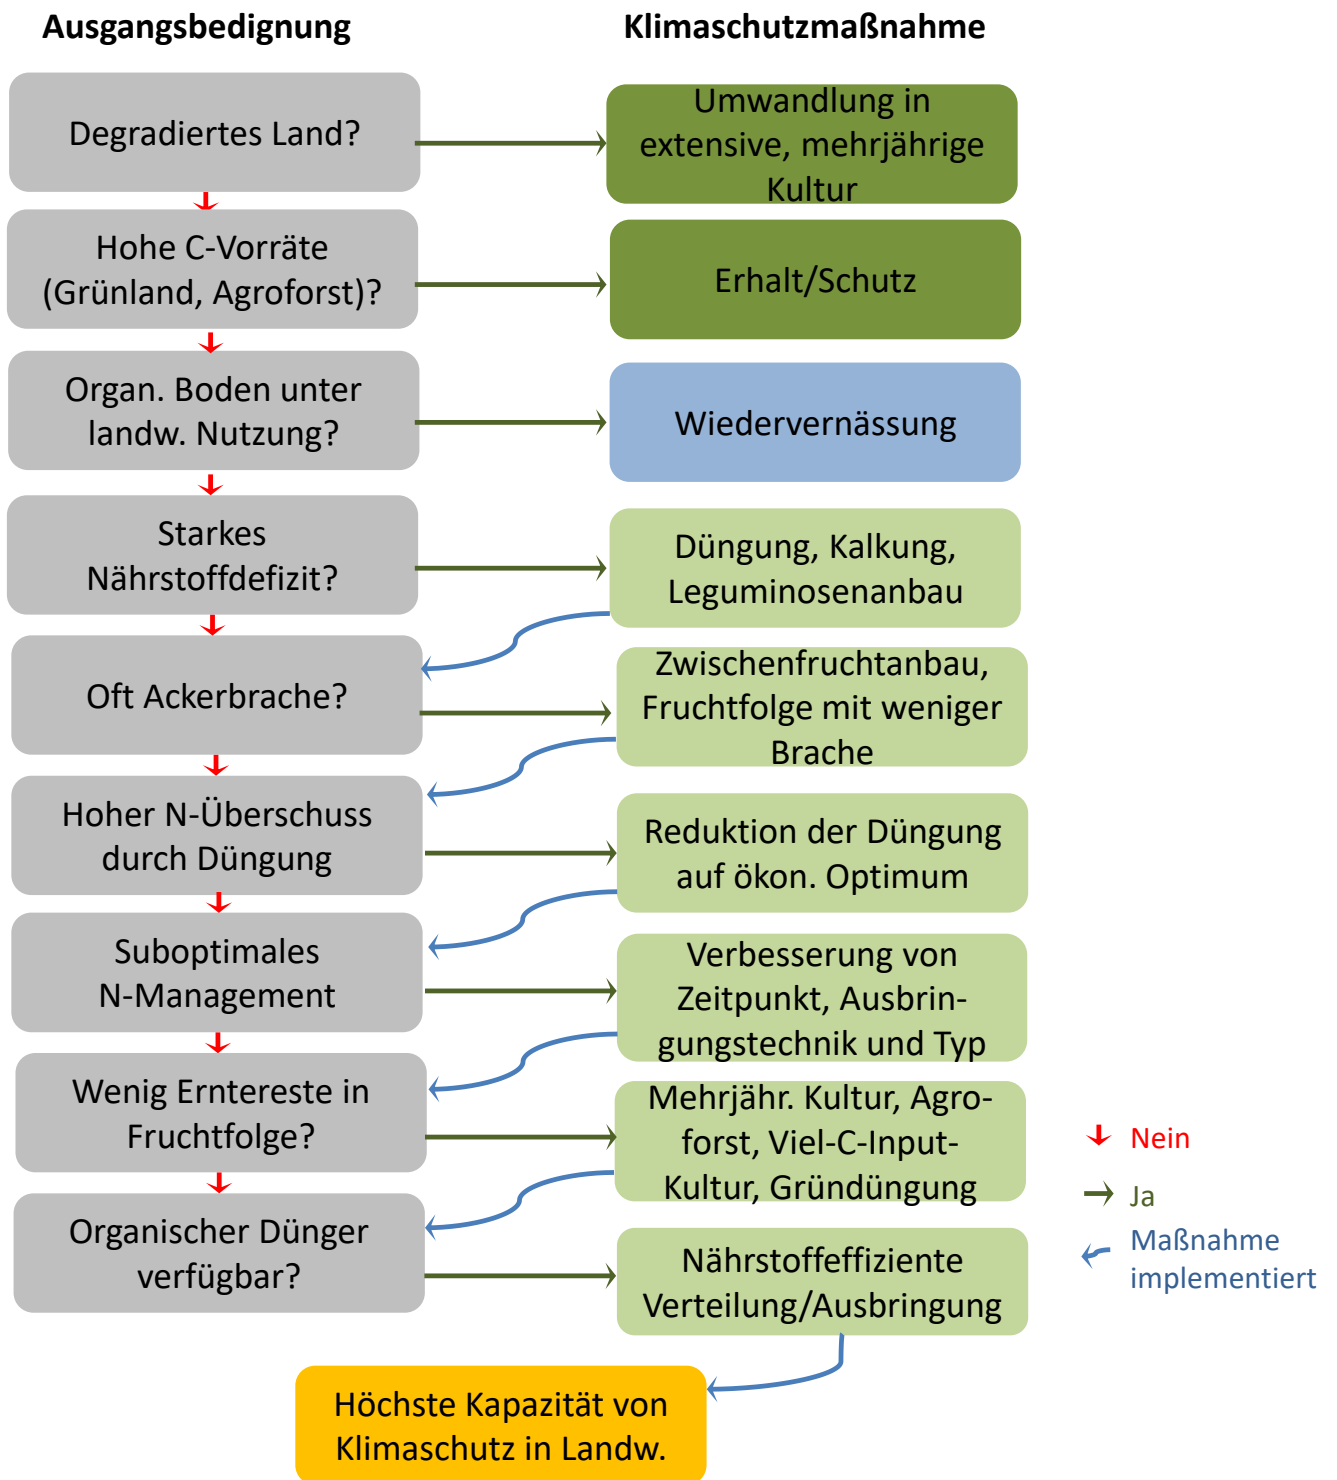 Ausgangsbedignung
Klimaschutzmaßnahme
Degradiertes Land?
Umwandlung in
extensive, mehrjährige
Kultur
Hohe C-Vorräte
(Grünland, Agroforst)?
Erhalt/Schutz
Organ. Boden unter
landw. Nutzung?
Wiedervernässung
Starkes
Nährstoffdefizit?
Düngung, Kalkung,
Leguminosenanbau
Oft Ackerbrache?
Zwischenfruchtanbau,
Fruchtfolge mit weniger
Brache
Hoher N-Überschuss
durch Düngung
Reduktion der Düngung
auf ökon. Optimum
Suboptimales
N-Management
Verbesserung von
Zeitpunkt, Ausbrin-
gungstechnik und Typ
Wenig Erntereste in
Fruchtfolge?
Mehrjähr. Kultur, Agro-
forst, Viel-C-Input-
Kultur, Gründüngung
Organischer Dünger
verfügbar?
Nährstoffeffiziente
Verteilung/Ausbringung
Höchste Kapazität von
Klimaschutz in Landw.
Nein
Ja
Maßnahme
implementiert